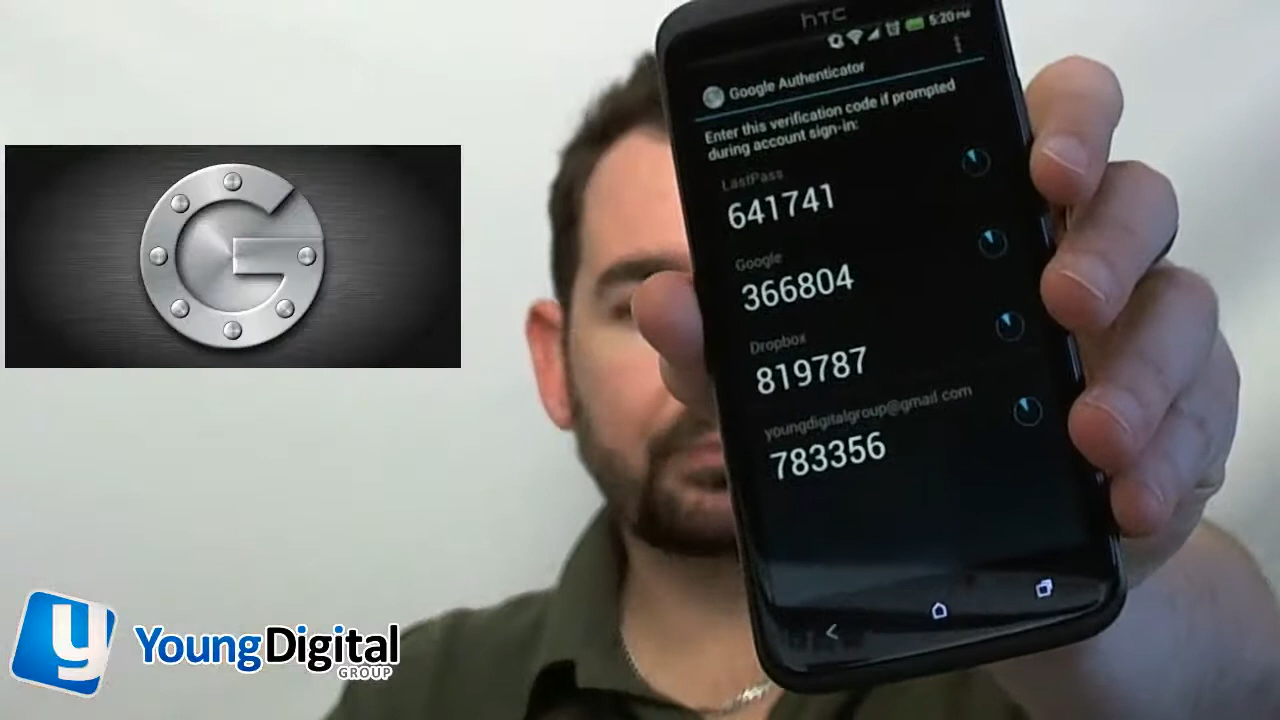 hTC
5:20 PM
Google Authenticator
Enter this verification code if prompted
during account sign-in:
LastPass
641741
Google
366804
Dropbox
819787
youngdigitalgroup@gmail.com
783356
G
y YoungDigital
GROUP